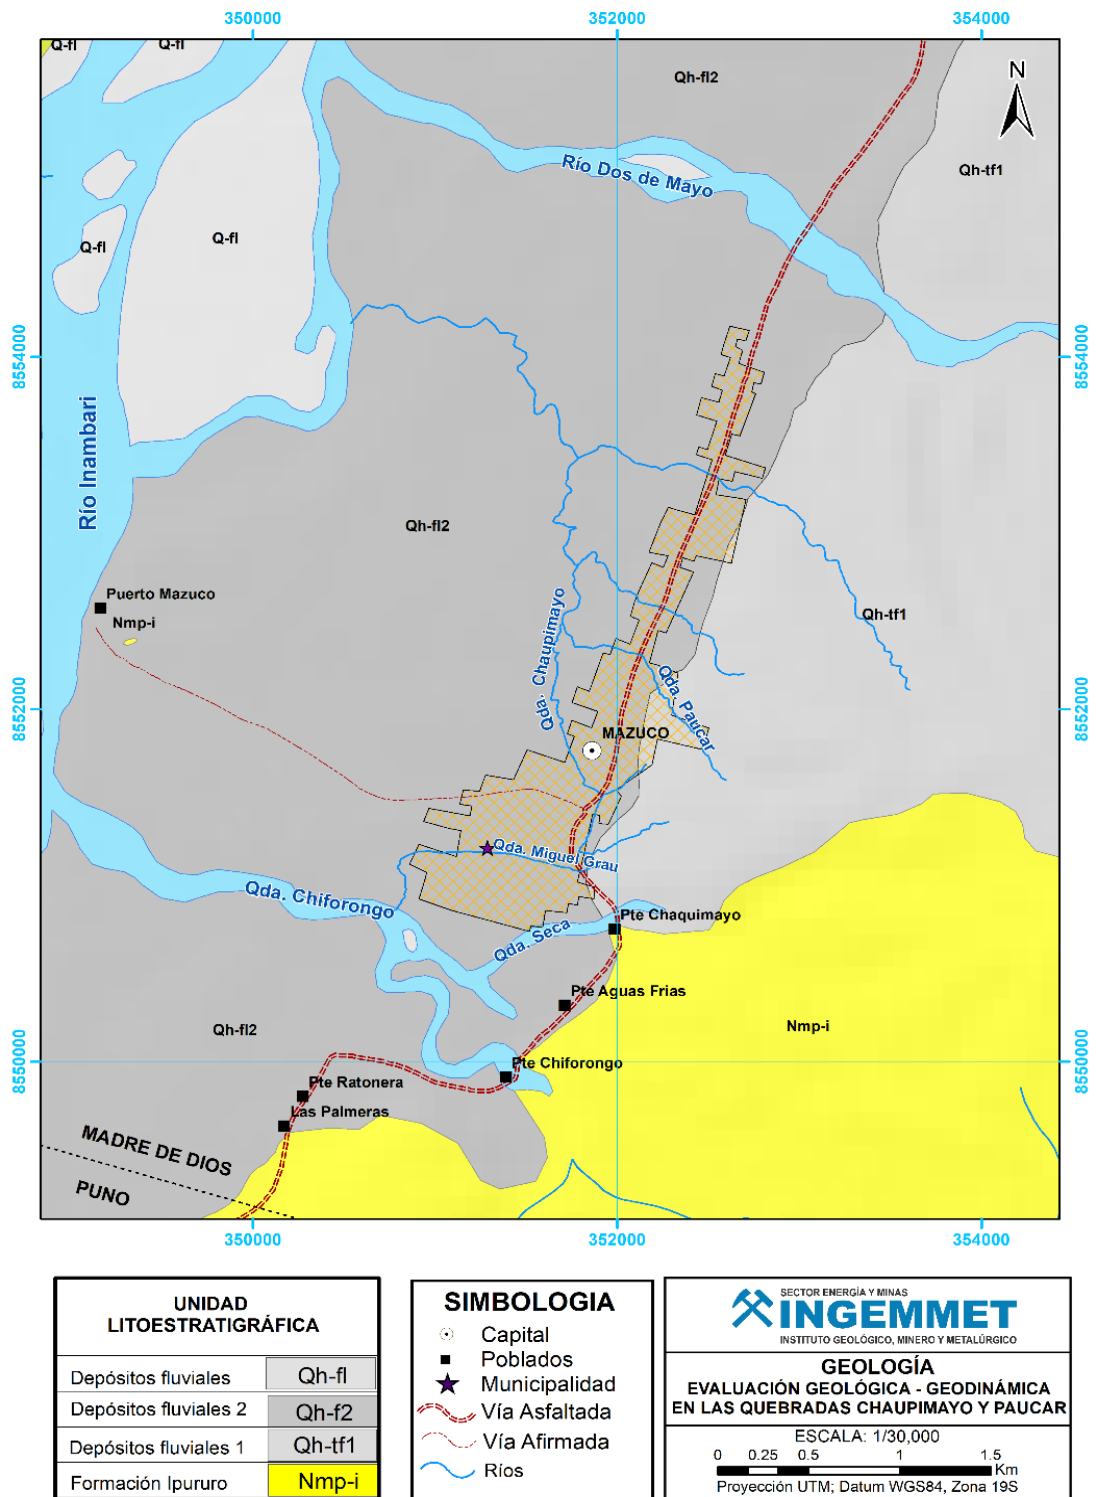 350000
352000
354000
Q-fl
Q-fl
Qh-fl2
N
Río Dos de Mayo
Qh-tf1
Q-fl
Q-fl
8554000
8554000
Río Inambari
Qh-fl2
Puerto Mazuco
Nmp-i
Qda. Chaupimayo
Qh-tf1
Qda. Paucar
8552000
8552000
MAZUCO
Qda. Miguel Grau
Qda. Chiforongo
Pte Chaquimayo
Qda. Seca
Pte Aguas Frias
Qh-fl2
Nmp-i
8550000
8550000
Pte Chiforongo
Pte Ratonera
Las Palmeras
MADRE DE DIOS
PUNO
350000
352000
354000
UNIDAD
LITOESTRATIGRÁFICA
Depósitos fluviales Qh-fl
Depósitos fluviales 2 Qh-f2
Depósitos fluviales 1 Qh-tf1
Formación Ipururo Nmp-i
SIMBOLOGIA
Capital
Poblados
Municipalidad
Vía Asfaltada
Vía Afirmada
Ríos
SECTOR ENERGÍA Y MINAS
INGEMMET
INSTITUTO GEOLÓGICO, MINERO Y METALÚRGICO
GEOLOGÍA
EVALUACIÓN GEOLÓGICA - GEODINÁMICA
EN LAS QUEBRADAS CHAUPIMAYO Y PAUCAR
ESCALA: 1/30,000
0 0.25 0.5 1 1.5
Km
Proyección UTM; Datum WGS84, Zona 19S